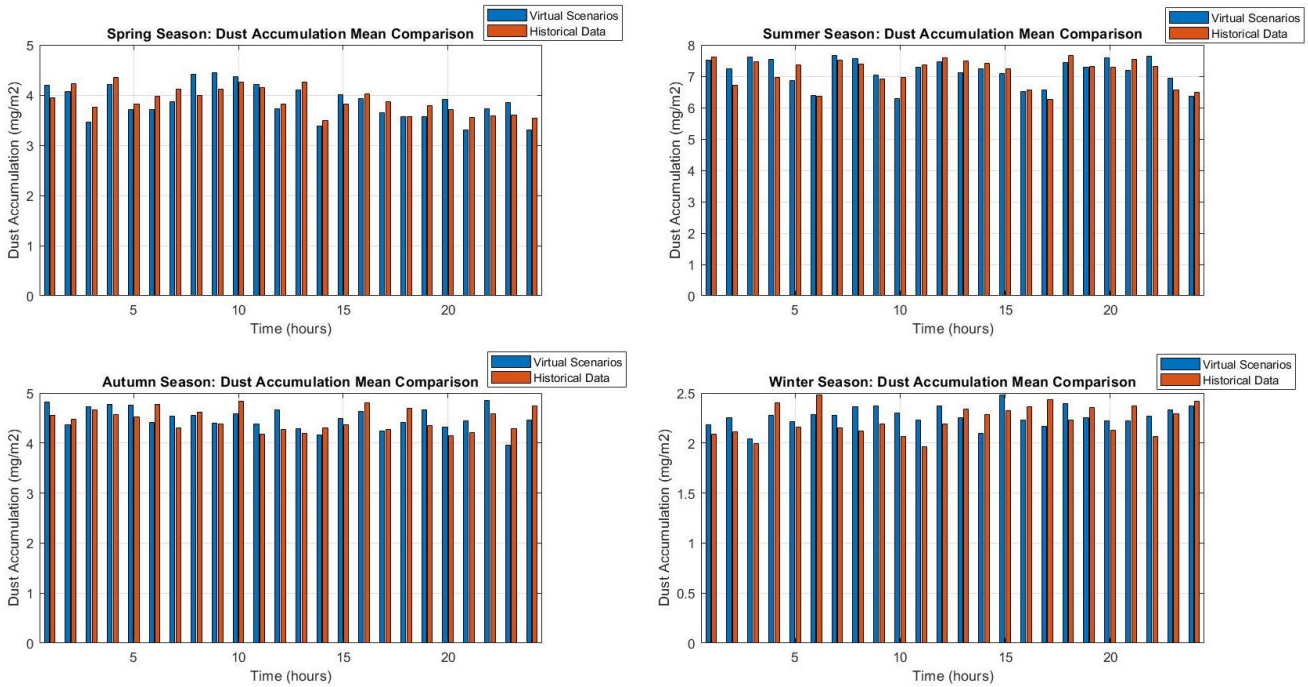 Spring Season: Dust Accumulation Mean Comparison
Virtual Scenarios
Historical Data
Dust Accumulation (mg/m2)
5
4
3
2
1
0
5
10
15
20
Time (hours)
Summer Season: Dust Accumulation Mean Comparison
Virtual Scenarios
Historical Data
Dust Accumulation (mg/m2)
8
7
6
5
4
3
2
1
0
5
10
15
20
Time (hours)
Autumn Season: Dust Accumulation Mean Comparison
Virtual Scenarios
Historical Data
Dust Accumulation (mg/m2)
5
4
3
2
1
0
5
10
15
20
Time (hours)
Winter Season: Dust Accumulation Mean Comparison
Virtual Scenarios
Historical Data
Dust Accumulation (mg/m2)
2.5
2
1.5
1
0.5
0
5
10
15
20
Time (hours)